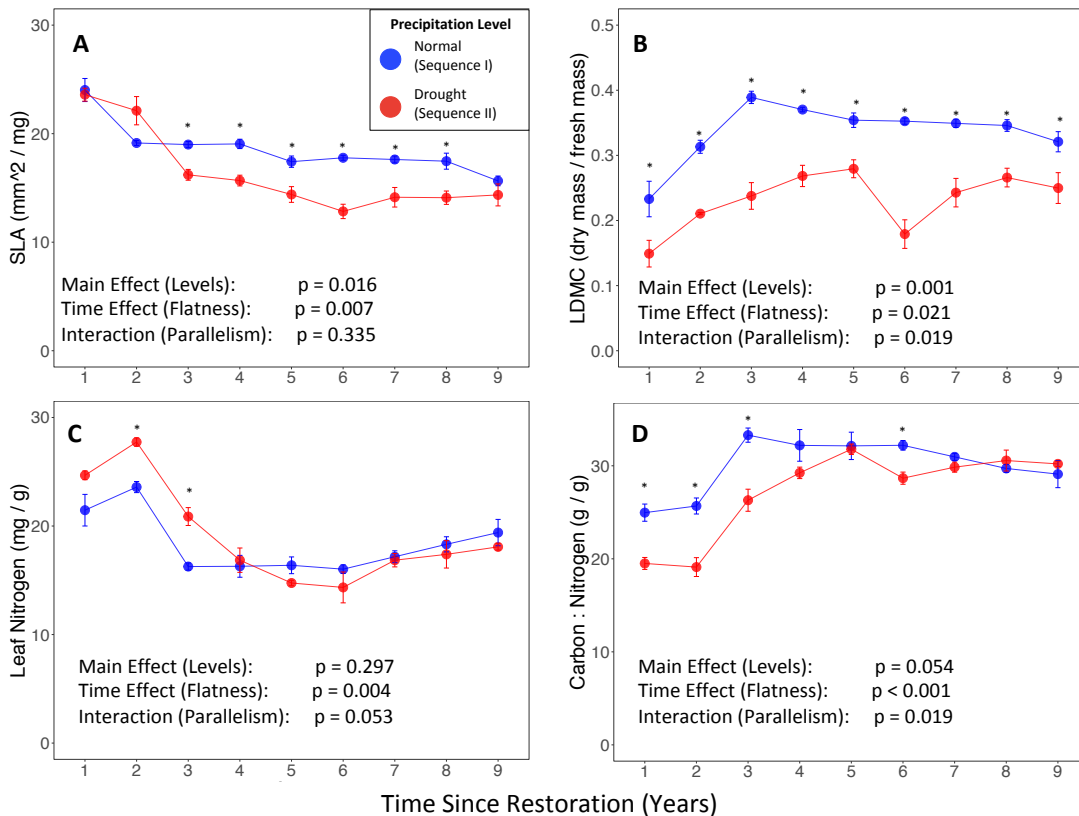 A
Precipitation Level
Normal
(Sequence I)
Drought
(Sequence II)
SLA (mm^2 / mg)
30
20
10
0
* * * * * *
Main Effect (Levels): p = 0.016
Time Effect (Flatness): p = 0.007
Interaction (Parallelism): p = 0.335
1 2 3 4 5 6 7 8 9
B
LDMC (dry mass / fresh mass)
0.5
0.4
0.3
0.2
0.1
0.0
* * * * * * * * *
Main Effect (Levels): p = 0.001
Time Effect (Flatness): p = 0.021
Interaction (Parallelism): p = 0.019
1 2 3 4 5 6 7 8 9
C
Leaf Nitrogen (mg / g)
30
20
10
0
* *
Main Effect (Levels): p = 0.297
Time Effect (Flatness): p = 0.004
Interaction (Parallelism): p = 0.053
1 2 3 4 5 6 7 8 9
D
Carbon : Nitrogen (g / g)
30
20
10
0
* * * *
Main Effect (Levels): p = 0.054
Time Effect (Flatness): p < 0.001
Interaction (Parallelism): p = 0.019
1 2 3 4 5 6 7 8 9
Time Since Restoration (Years)